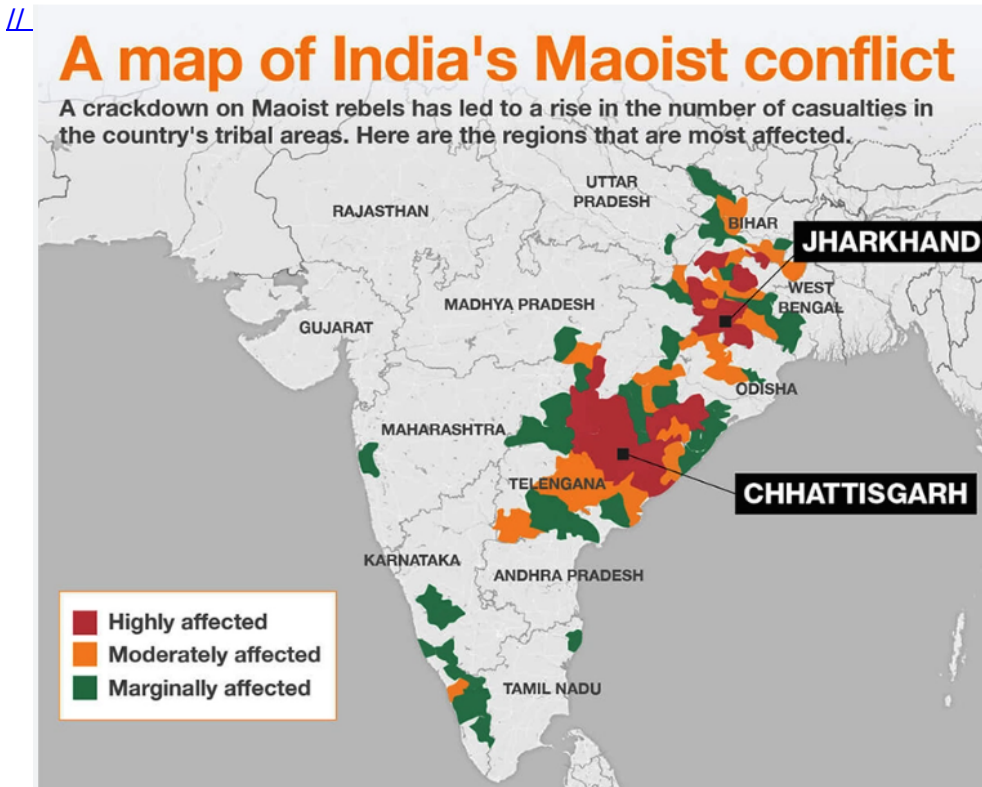 //
A map of India's Maoist conflict
A crackdown on Maoist rebels has led to a rise in the number of casualties in
the country's tribal areas. Here are the regions that are most affected.
UTTAR
PRADESH
RAJASTHAN
BIHAR
JHARKHAND
WEST
BENGAL
MADHYA PRADESH
GUJARAT
ODISHA
MAHARASHTRA
TELENGANA
CHHATTISGARH
KARNATAKA
ANDHRA PRADESH
Highly affected
Moderately affected
Marginally affected
TAMIL NADU